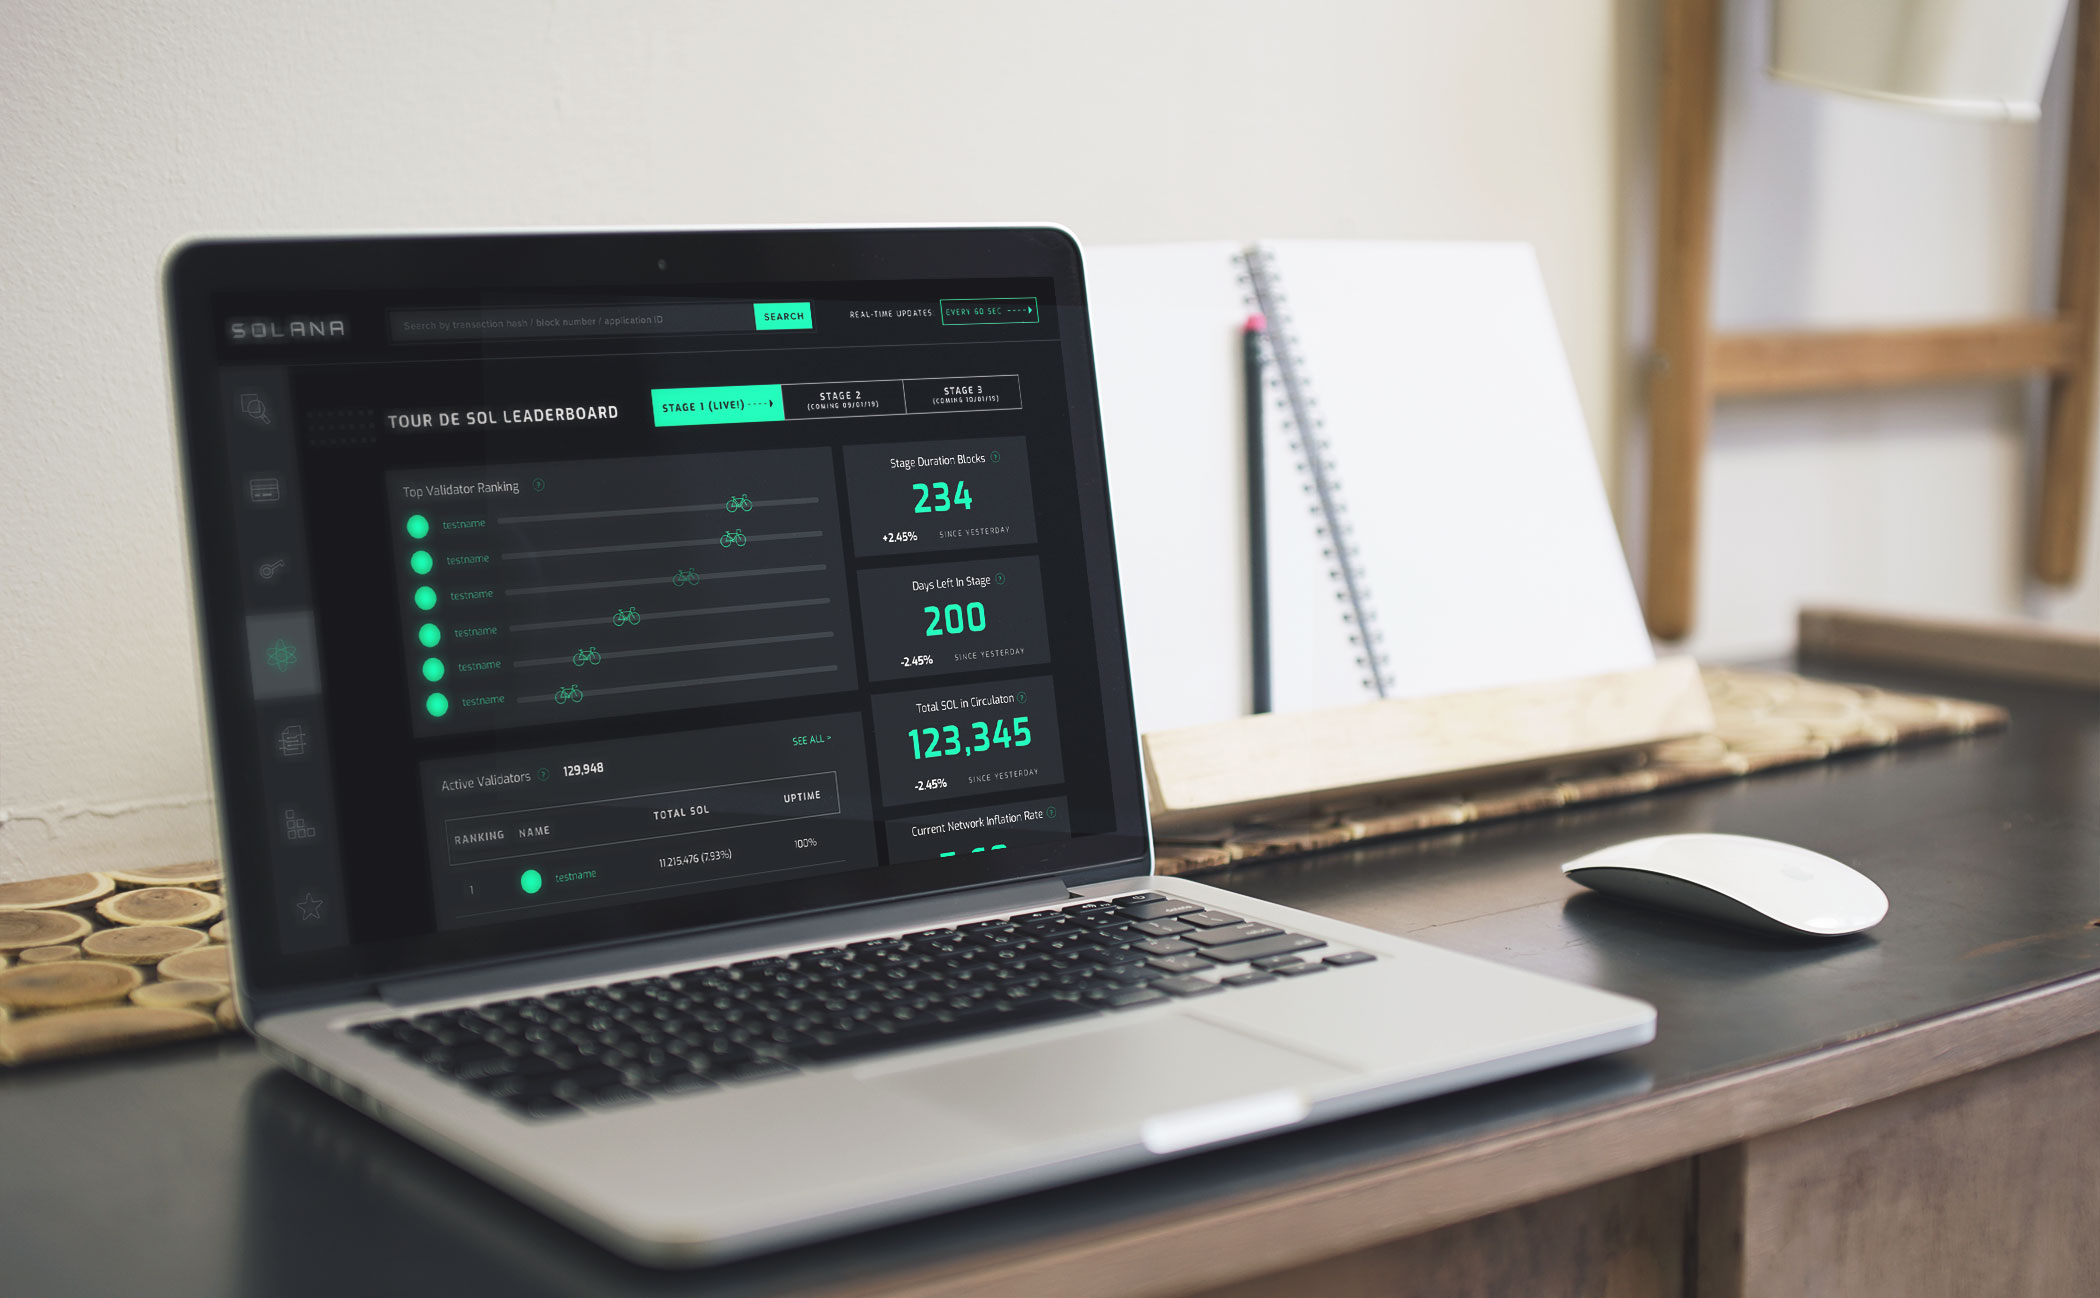 SOLANA
Search by transaction hash / block number / application ID
SEARCH
REAL-TIME UPDATES:
EVERY 60 SEC
TOUR DE SOL LEADERBOARD
STAGE 1 (LIVE!)
STAGE 2
(COMING 09/01/19)
STAGE 3
(COMING 10/01/19)
Top Validator Ranking ?
testname
testname
testname
testname
testname
testname
Stage Duration Blocks ?
234
+2.45% SINCE YESTERDAY
Days Left In Stage ?
200
-2.45% SINCE YESTERDAY
Total SOL in Circulaton ?
123,345
-2.45% SINCE YESTERDAY
Current Network Inflation Rate ?
SEE ALL >
Active Validators ? 129,948
RANKING NAME TOTAL SOL UPTIME
1 testname 11.215.476 (7.93%) 100%